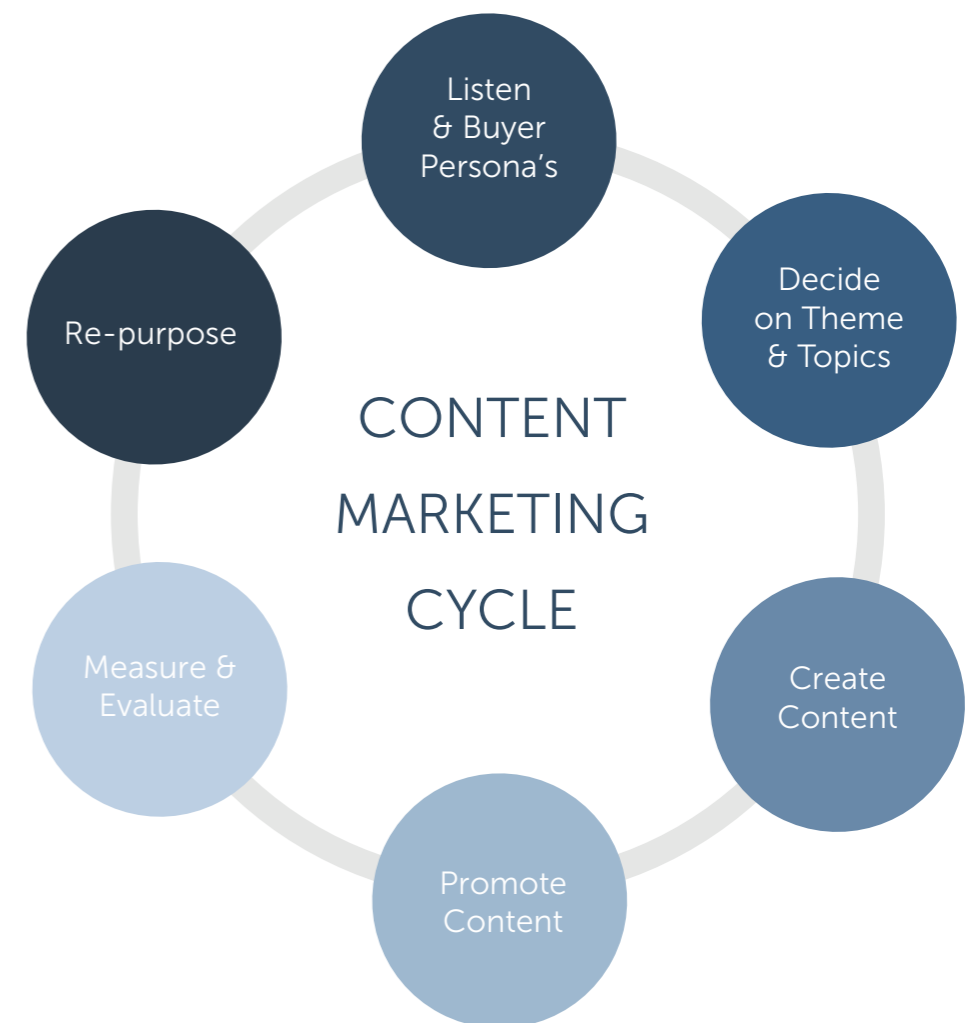 Listen
& Buyer
Persona's
Decide
on Theme
& Topics
Create
Content
Promote
Content
Measure &
Evaluate
Re-purpose
CONTENT
MARKETING
CYCLE